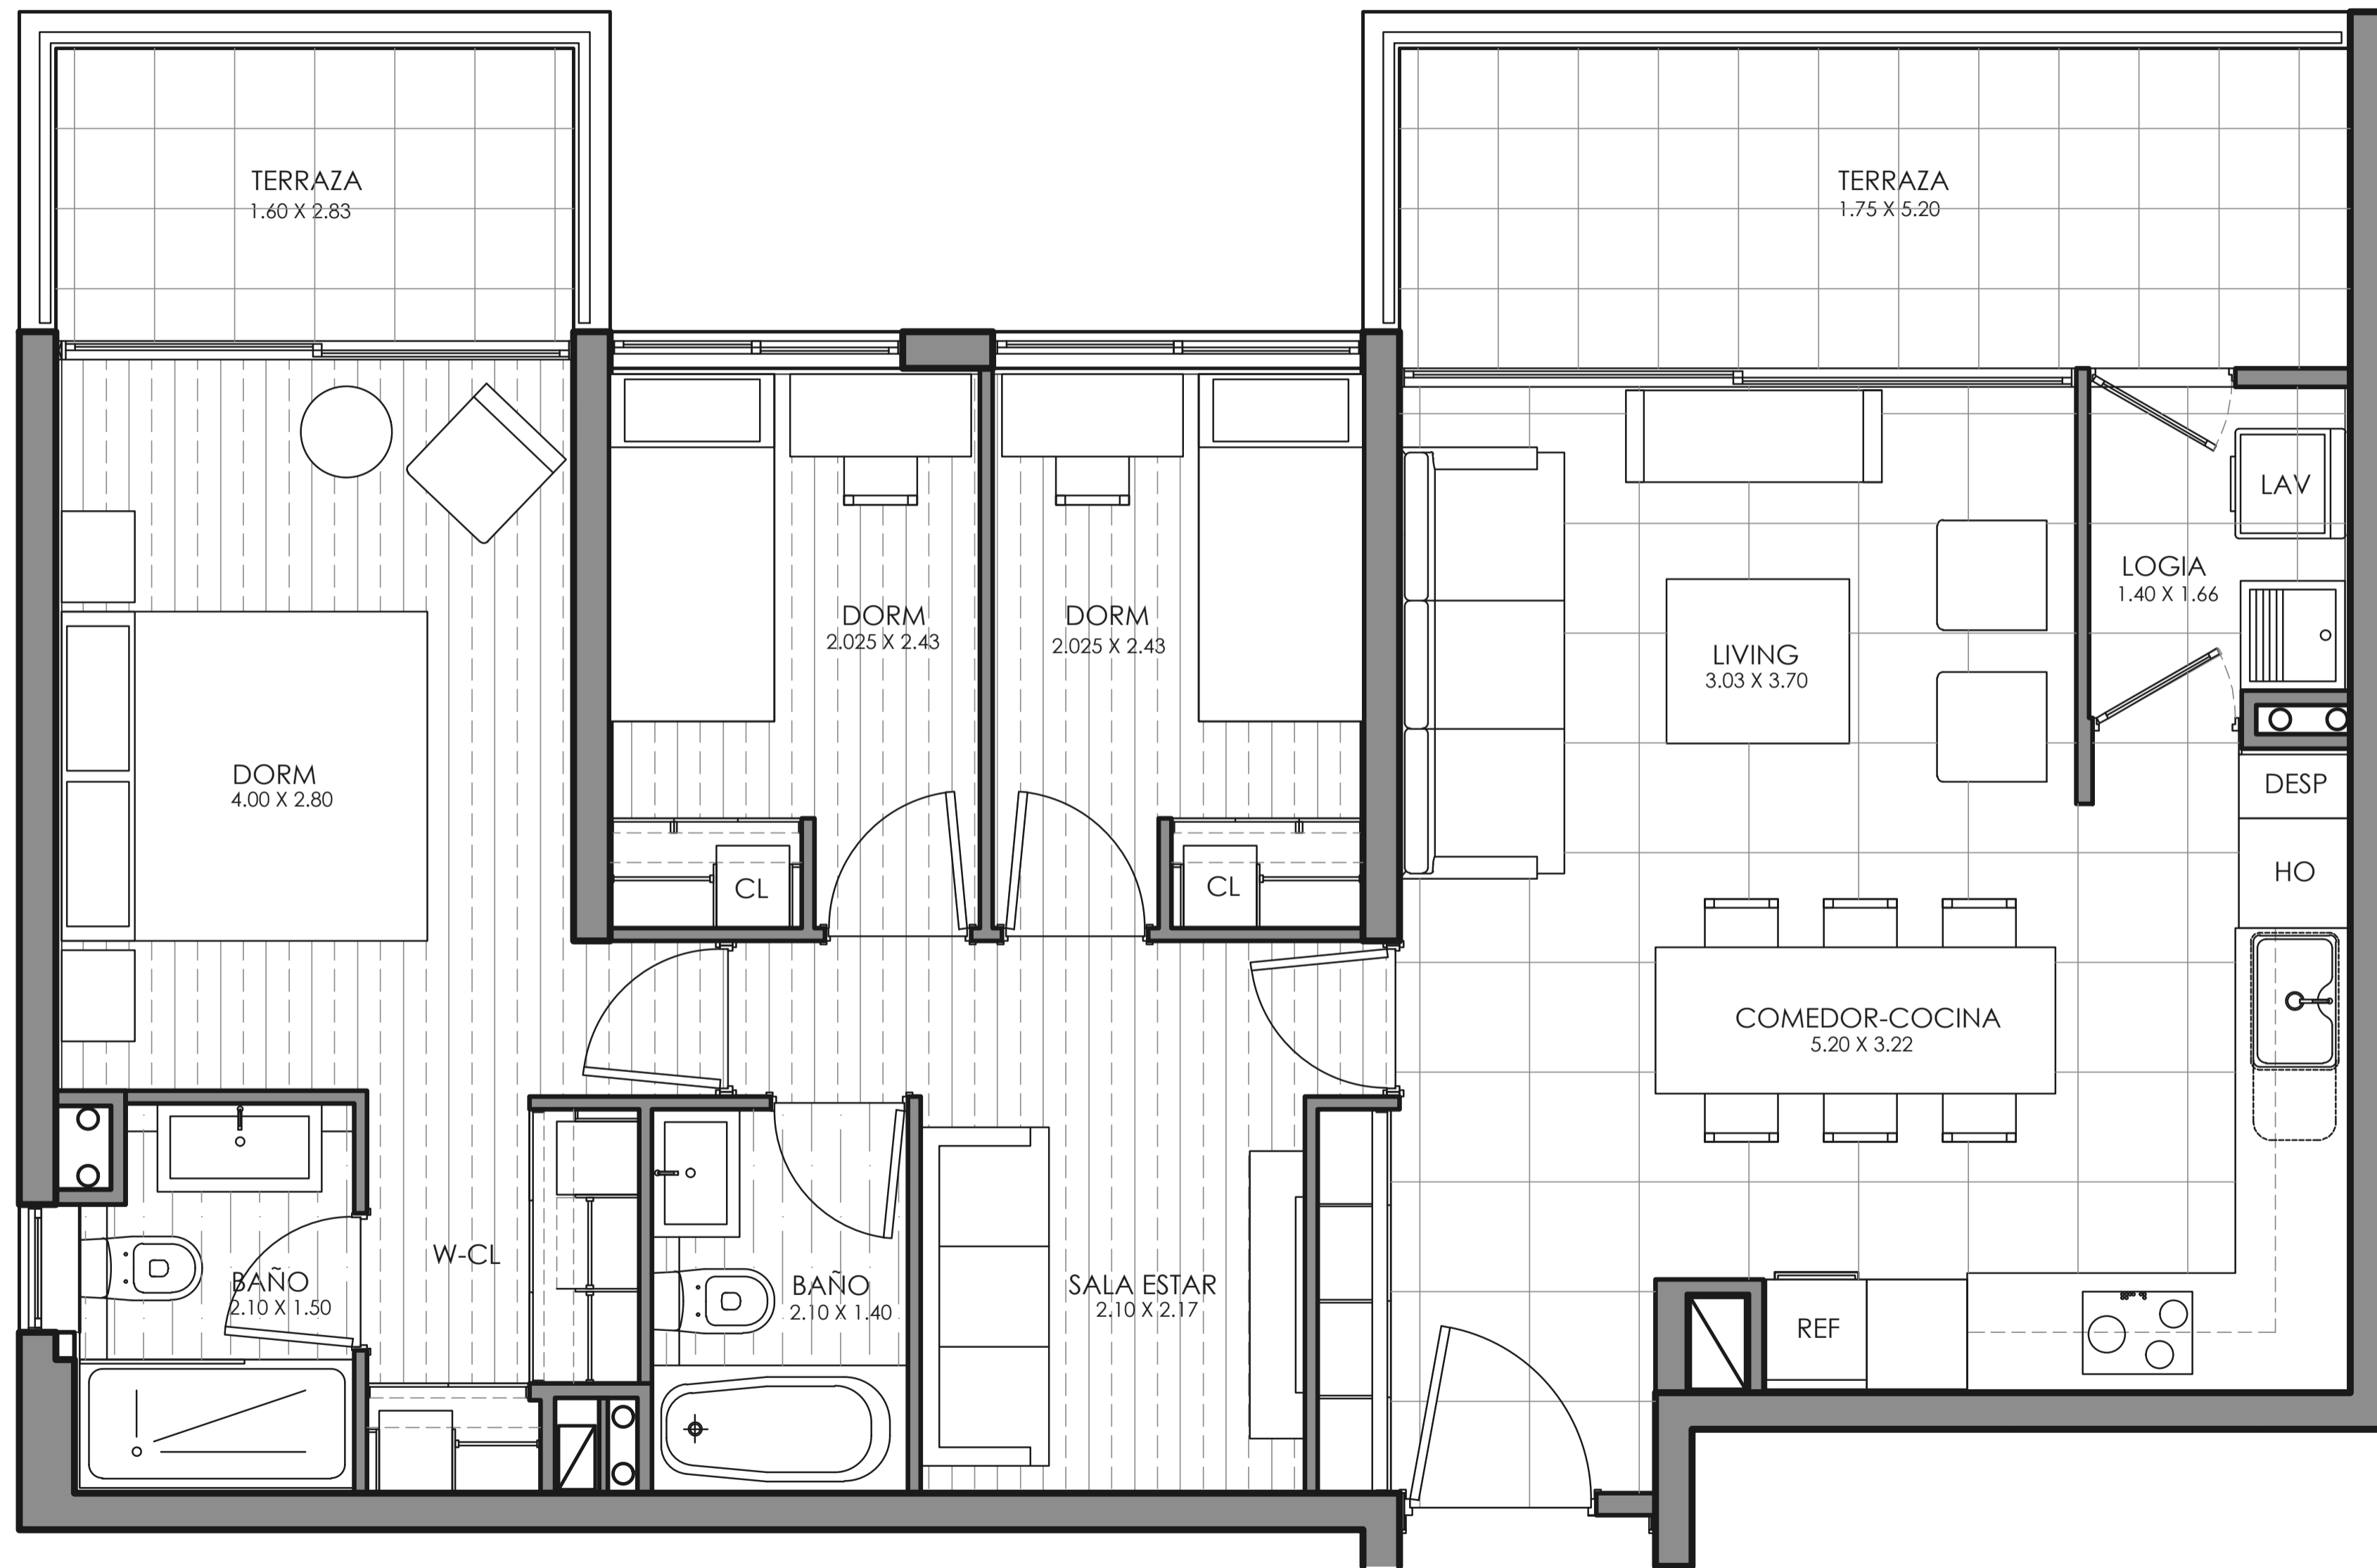 TERRAZA
1.60 X 2.83
TERRAZA
1.75 X 5.20
LAV
LOGIA
1.40 X 1.66
DORM
2.025 X 2.43
DORM
2.025 X 2.43
LIVING
3.03 X 3.70
DORM
4.00 X 2.80
DESP
HO
CL
CL
COMEDOR-COCINA
5.20 X 3.22
W-CL
BAÑO
2.10 X 1.50
BAÑO
2.10 X 1.40
SALA ESTAR
2.10 X 2.17
REF